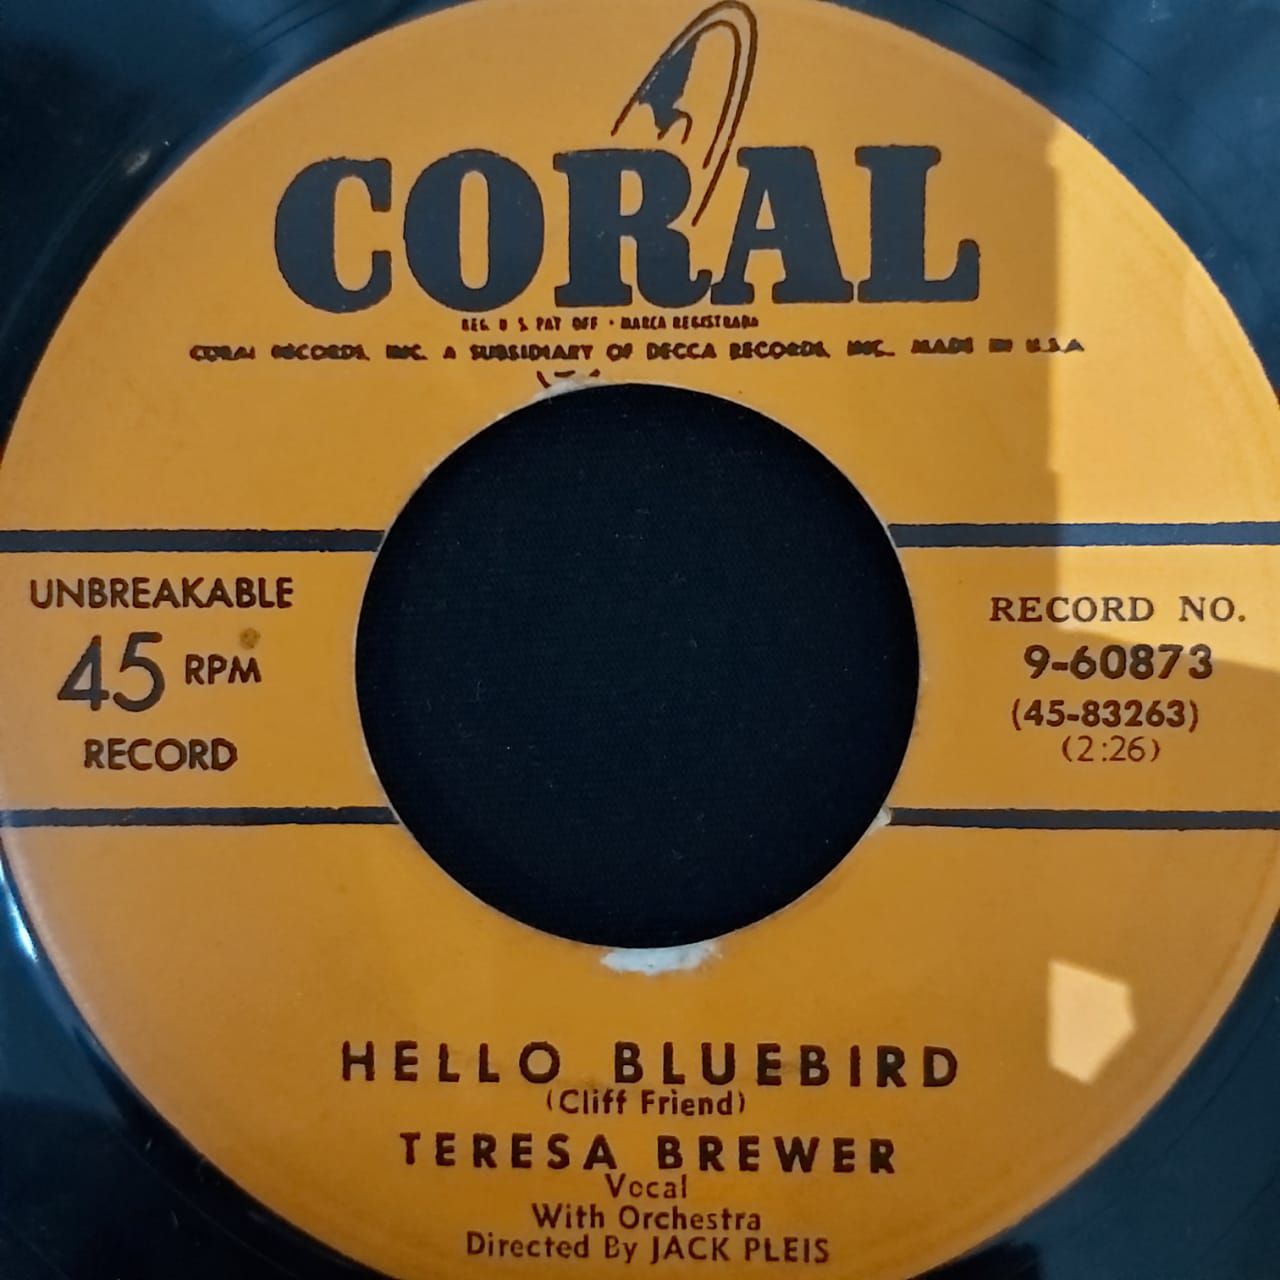 CORAL
REG. U S. PAT OFF • MARCA REGISTRADA
CORAL RECORDS, INC. A SUBSIDIARY OF DECCA RECORDS, INC. MADE IN U.S.A
UNBREAKABLE
45 RPM
RECORD
RECORD NO.
9-60873
(45-83263)
(2:26)
HELLO BLUEBIRD
(Cliff Friend)
TERESA BREWER
Vocal
With Orchestra
Directed By JACK PLEIS